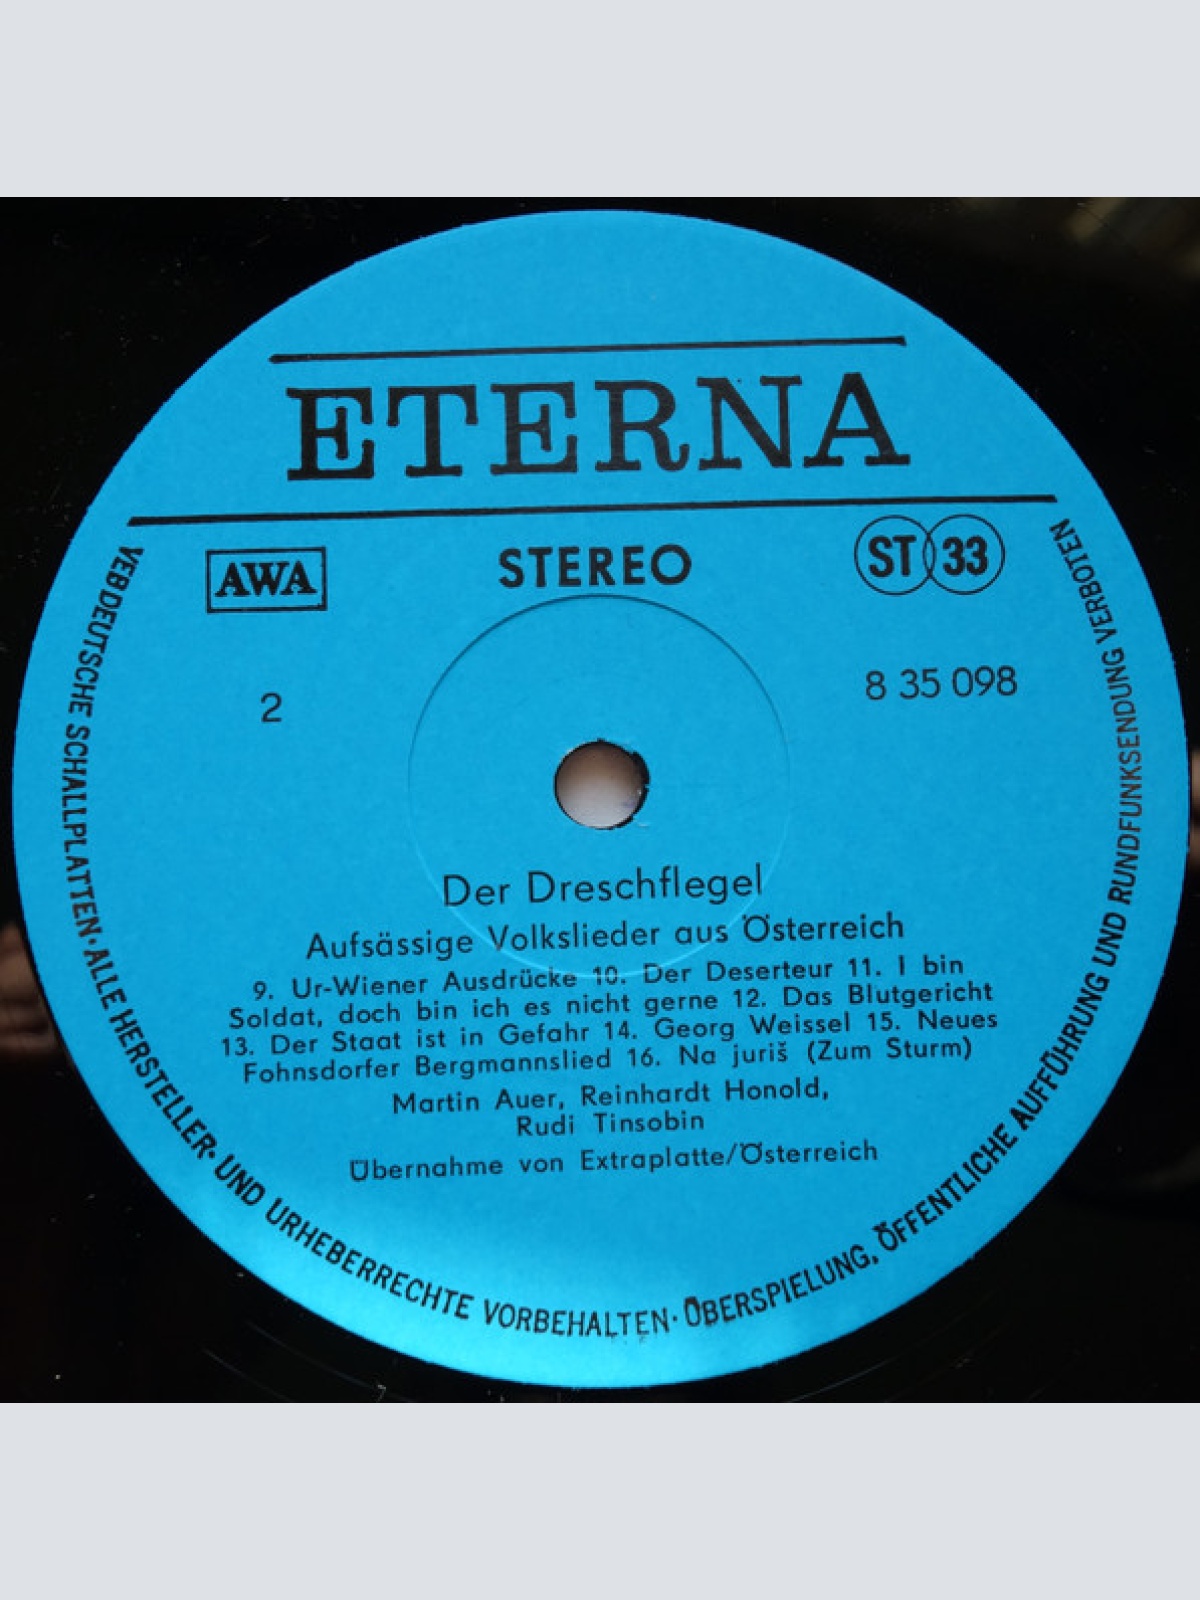 ETERNA
AWA
STEREO
ST 33
2
8 35 098
Der Dreschflegel
Aufsässige Volkslieder aus Österreich
9. Ur-Wiener Ausdrücke 10. Der Deserteur 11. I bin
Soldat, doch bin ich es nicht gerne 12. Das Blutgericht
13. Der Staat ist in Gefahr 14. Georg Weissel 15. Neues
Fohnsdorfer Bergmannslied 16. Na juriš (Zum Sturm)
Martin Auer, Reinhardt Honold,
Rudi Tinsobin
Übernahme von Extraplatte/Österreich
VEB DEUTSCHE SCHALLPLATTEN · ALLE HERSTELLER- UND URHEBERRECHTE VORBEHALTEN · ÜBERSPIELUNG, ÖFFENTLICHE AUFFÜHRUNG UND RUNDFUNKSENDUNG VERBOTEN